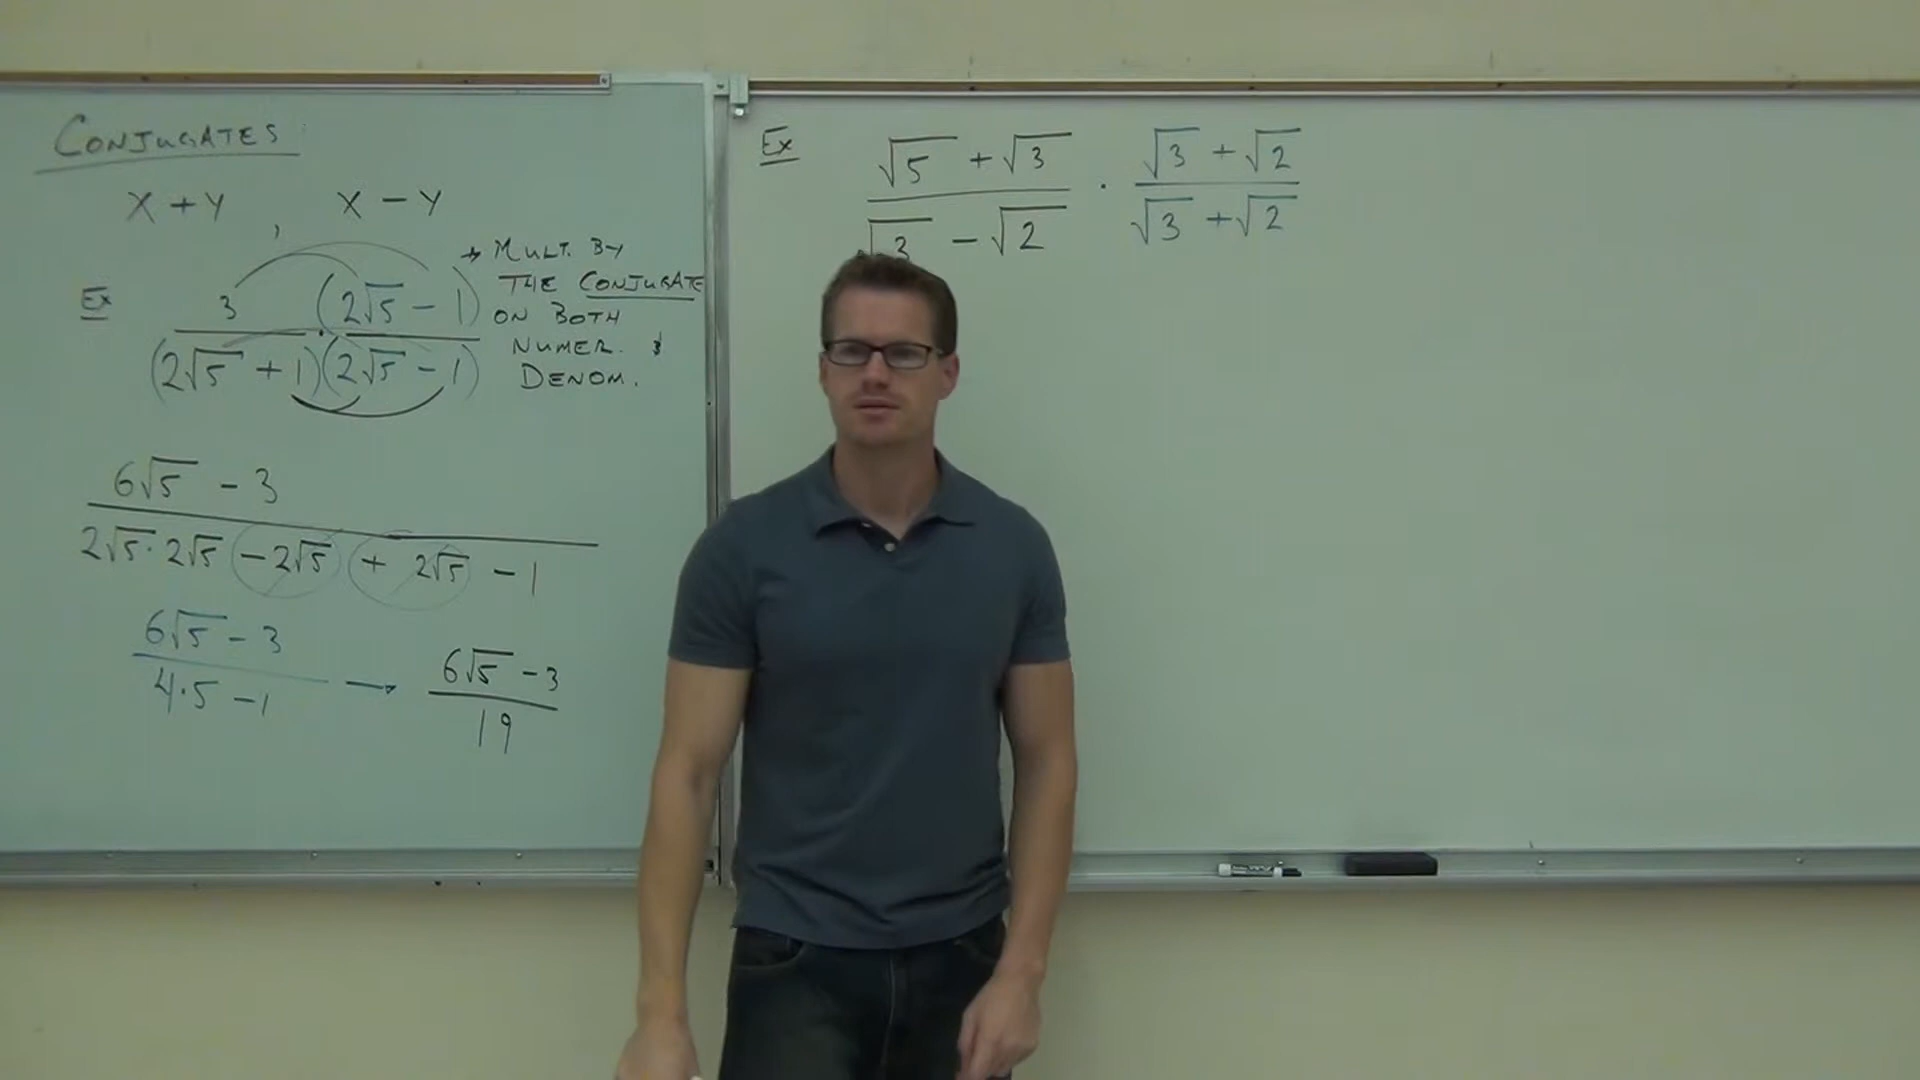 CONJUGATES
X + Y , X - Y
→ MULT. BY
THE CONJUGATE
ON BOTH
NUMER. &
DENOM.
Ex 3 (2√5 - 1)
(2√5 + 1)(2√5 - 1)
6√5 - 3
2√5 · 2√5 - 2√5 + 2√5 - 1
6√5 - 3
4·5 - 1
→ 6√5 - 3
19
Ex √5 + √3 · √3 + √2
√3 - √2 √3 + √2